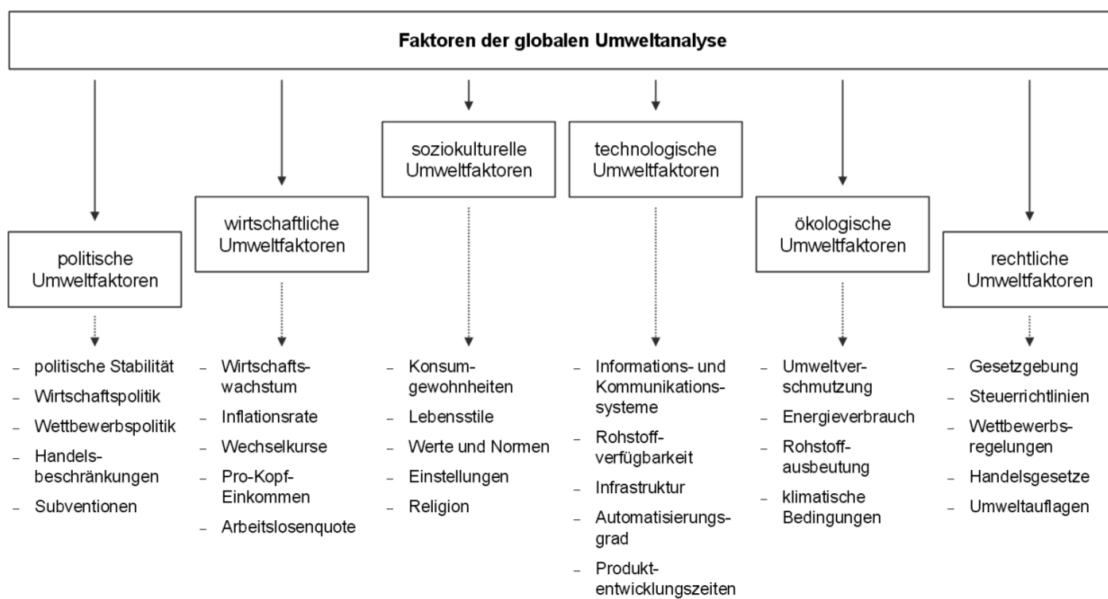 Faktoren der globalen Umweltanalyse
politische
Umweltfaktoren
– politische Stabilität
– Wirtschaftspolitik
– Wettbewerbspolitik
– Handels-
beschränkungen
– Subventionen
wirtschaftliche
Umweltfaktoren
– Wirtschafts-
wachstum
– Inflationsrate
– Wechselkurse
– Pro-Kopf-
Einkommen
– Arbeitslosenquote
soziokulturelle
Umweltfaktoren
– Konsum-
gewohnheiten
– Lebensstile
– Werte und Normen
– Einstellungen
– Religion
technologische
Umweltfaktoren
– Informations- und
Kommunikations-
systeme
– Rohstoff-
verfügbarkeit
– Infrastruktur
– Automatisierungs-
grad
– Produkt-
entwicklungszeiten
ökologische
Umweltfaktoren
– Umweltver-
schmutzung
– Energieverbrauch
– Rohstoff-
ausbeutung
– klimatische
Bedingungen
rechtliche
Umweltfaktoren
– Gesetzgebung
– Steuerrichtlinien
– Wettbewerbs-
regelungen
– Handelsgesetze
– Umweltauflagen